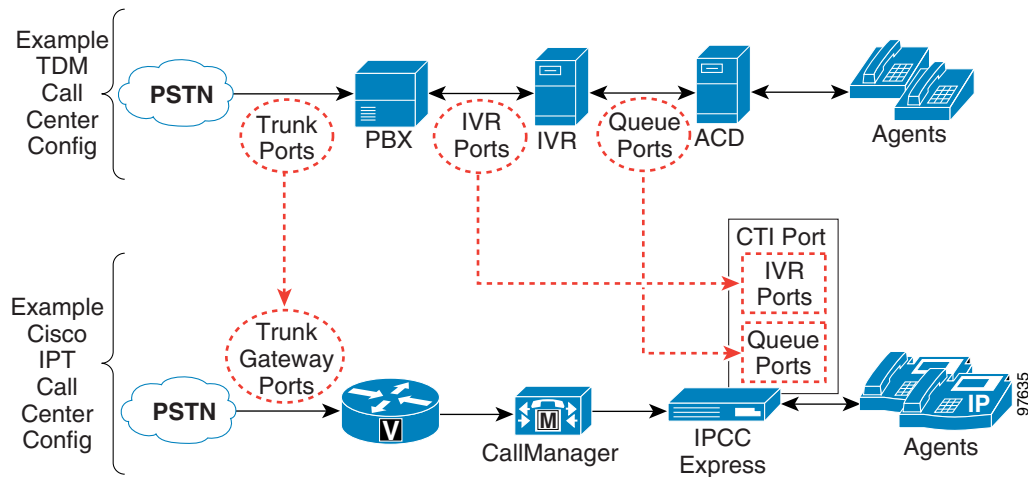 Example
TDM
Call
Center
Config
PSTN
Trunk
Ports
PBX
IVR
Ports
IVR
Queue
Ports
ACD
Agents
CTI Port
IVR
Ports
Queue
Ports
Example
Cisco
IPT
Call
Center
Config
PSTN
Trunk
Gateway
Ports
V
M
CallManager
IPCC
Express
IP
Agents
97635